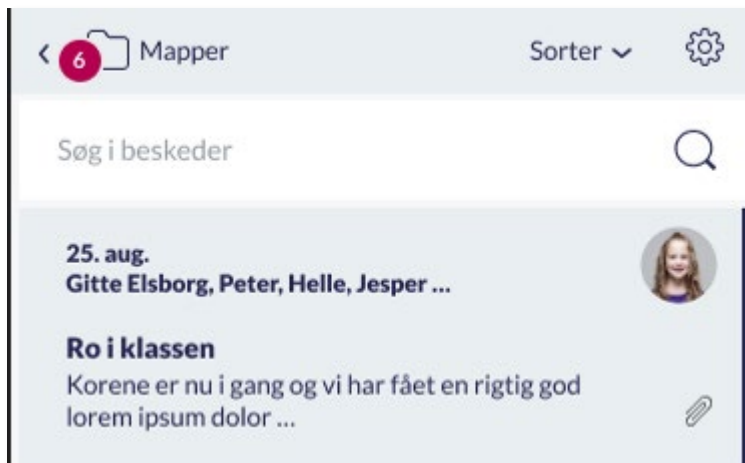 6 Mapper Sorter
Søg i beskeder
25. aug.
Gitte Elsborg, Peter, Helle, Jesper ...
Ro i klassen
Korene er nu i gang og vi har fået en rigtig god
lorem ipsum dolor ...